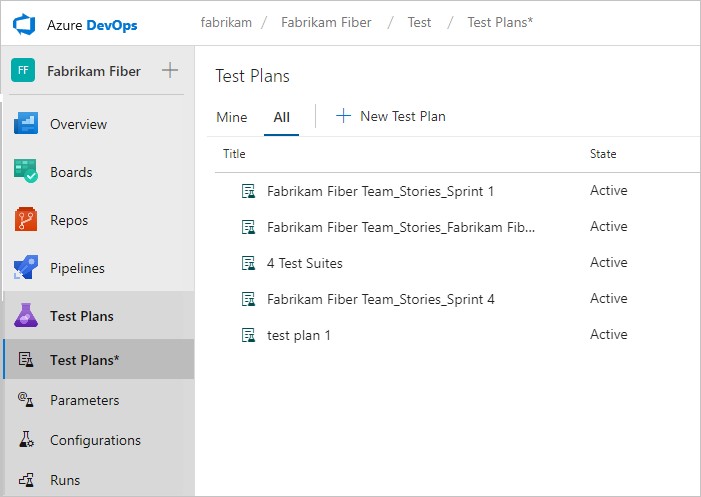 Azure DevOps
fabrikam / Fabrikam Fiber / Test / Test Plans*
FF Fabrikam Fiber
Overview
Boards
Repos
Pipelines
Test Plans
Test Plans*
Parameters
Configurations
Runs
Test Plans
Mine All New Test Plan
Title State
Fabrikam Fiber Team_Stories_Sprint 1 Active
Fabrikam Fiber Team_Stories_Fabrikam Fib... Active
4 Test Suites Active
Fabrikam Fiber Team_Stories_Sprint 4 Active
test plan 1 Active